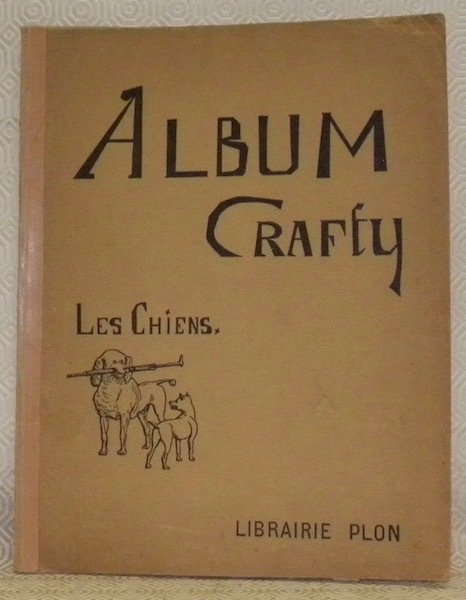 ALBUM
CRAFTY
LES CHIENS.
LIBRAIRIE PLON